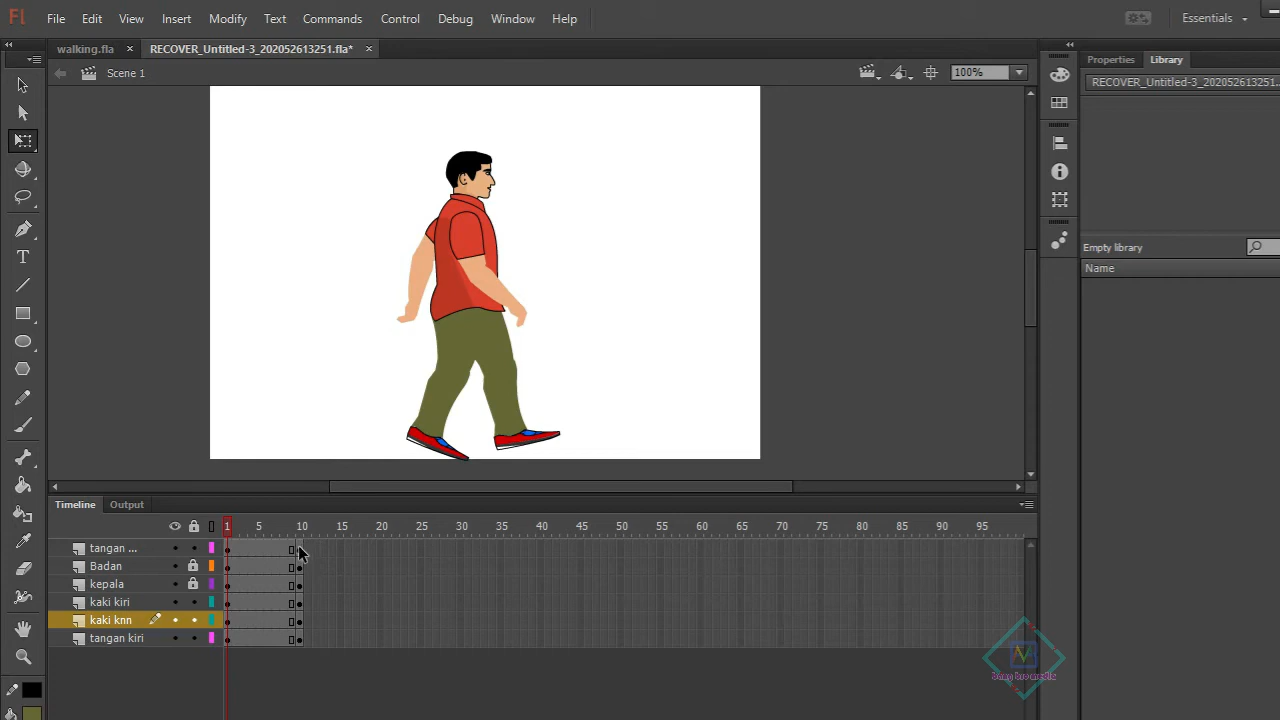 Fl File Edit View Insert Modify Text Commands Control Debug Window Help Essentials
walking.fla RECOVER_Untitled-3_202052613251.fla* Properties Library
Scene 1 100% RECOVER_Untitled-3_202052613251.
Empty library
Name
Timeline Output
1 5 10 15 20 25 30 35 40 45 50 55 60 65 70 75 80 85 90 95
tangan ...
Badan
kepala
kaki kiri
kaki knn
tangan kiri